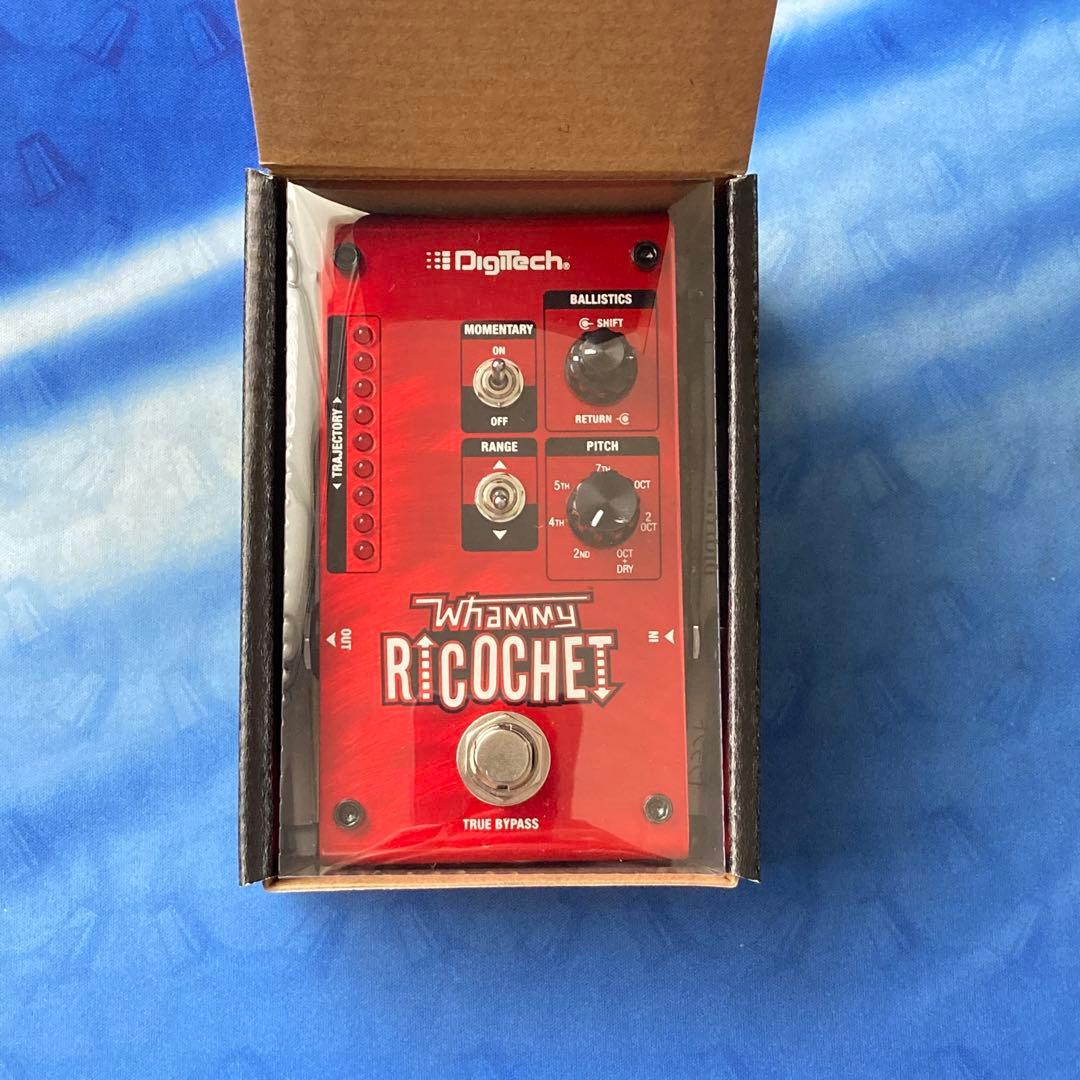 DigiTech®
BALLISTICS
SHIFT
RETURN
MOMENTARY
ON
OFF
TRAJECTORY
RANGE
PITCH
7TH
5TH
OCT
4TH
2 OCT
2ND
OCT + DRY
Whammy™
RICOCHET
OUT
IN
TRUE BYPASS